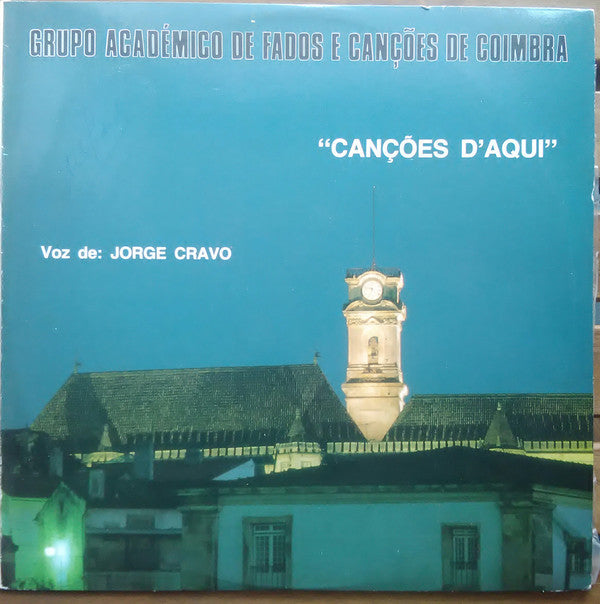 GRUPO ACADÉMICO DE FADOS E CANÇÕES DE COIMBRA
“CANÇÕES D’AQUI”
Voz de: JORGE CRAVO